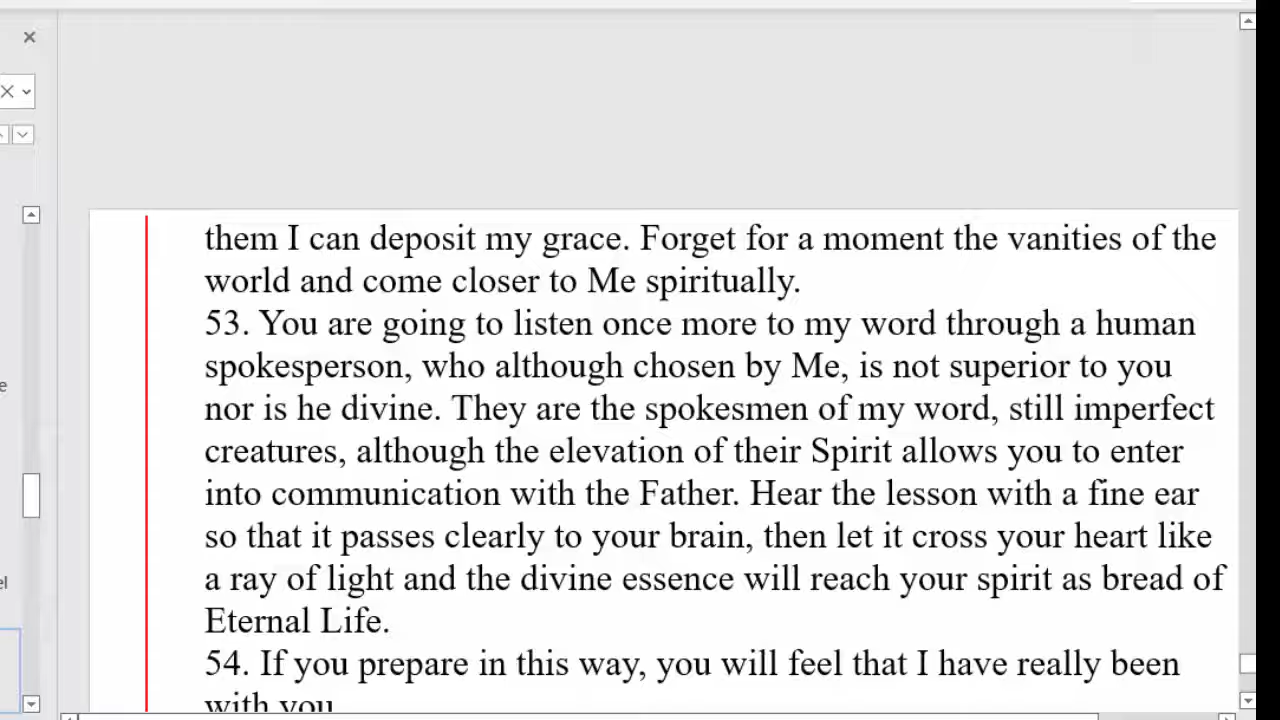 them I can deposit my grace. Forget for a moment the vanities of the
world and come closer to Me spiritually.
53. You are going to listen once more to my word through a human
spokesperson, who although chosen by Me, is not superior to you
nor is he divine. They are the spokesmen of my word, still imperfect
creatures, although the elevation of their Spirit allows you to enter
into communication with the Father. Hear the lesson with a fine ear
so that it passes clearly to your brain, then let it cross your heart like
a ray of light and the divine essence will reach your spirit as bread of
Eternal Life.
54. If you prepare in this way, you will feel that I have really been
with you